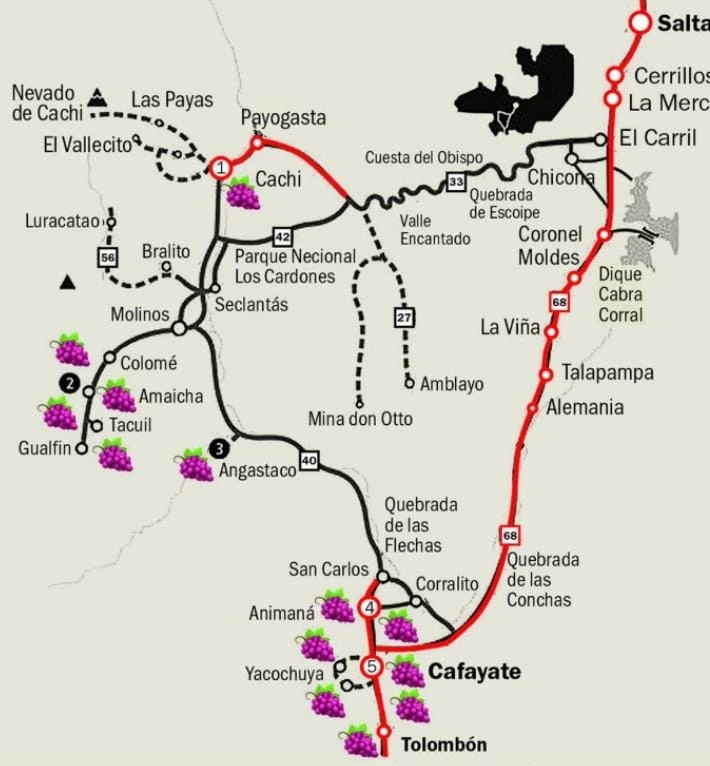 Salta
Cerrillos
La Merc
Nevado
de Cachi
Las Payas
Payogasta
El Vallecito
El Carril
Cuesta del Obispo
Chicona
1
Cachi
33
Quebrada
de Escoipe
Luracatao
Valle
Encantado
42
Coronel
Moldes
Bralito
56
Parque Necional
Los Cardones
Dique
Cabra
Corral
Seclantás
68
Molinos
27
La Viña
Colomé
Talapampa
2
Amaicha
Amblayo
Alemania
Mina don Otto
Tacuil
Gualfin
3
Angastaco
40
Quebrada
de las
Flechas
68
San Carlos
Quebrada
de las
Conchas
Corralito
Animaná
4
Yacochuya
5
Cafayate
Tolombón